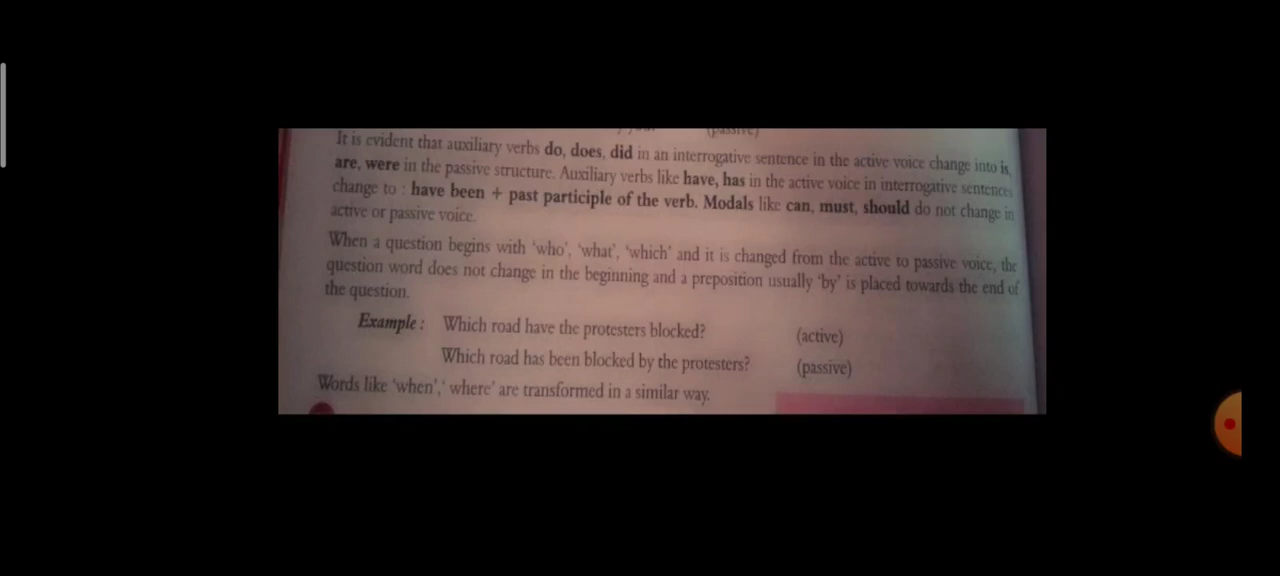 (passive)
It is evident that auxiliary verbs do, does, did in an interrogative sentence in the active voice change into is,
are, were in the passive structure. Auxiliary verbs like have, has in the active voice in interrogative sentences
change to : have been + past participle of the verb. Modals like can, must, should do not change in
active or passive voice.
When a question begins with 'who', 'what', 'which' and it is changed from the active to passive voice, the
question word does not change in the beginning and a preposition usually 'by' is placed towards the end of
the question.
Example : Which road have the protesters blocked? (active)
Which road has been blocked by the protesters? (passive)
Words like 'when',' where' are transformed in a similar way.